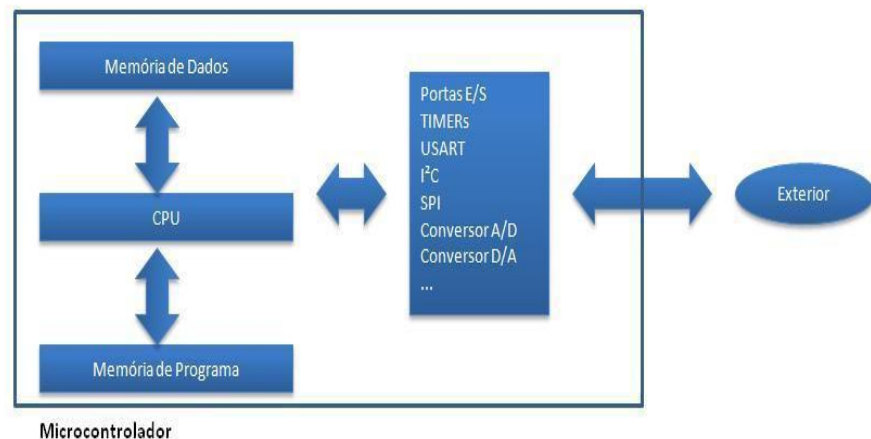 Memória de Dados
CPU
Memória de Programa
Portas E/S
TIMERs
USART
I²C
SPI
Conversor A/D
Conversor D/A
...
Exterior
Microcontrolador